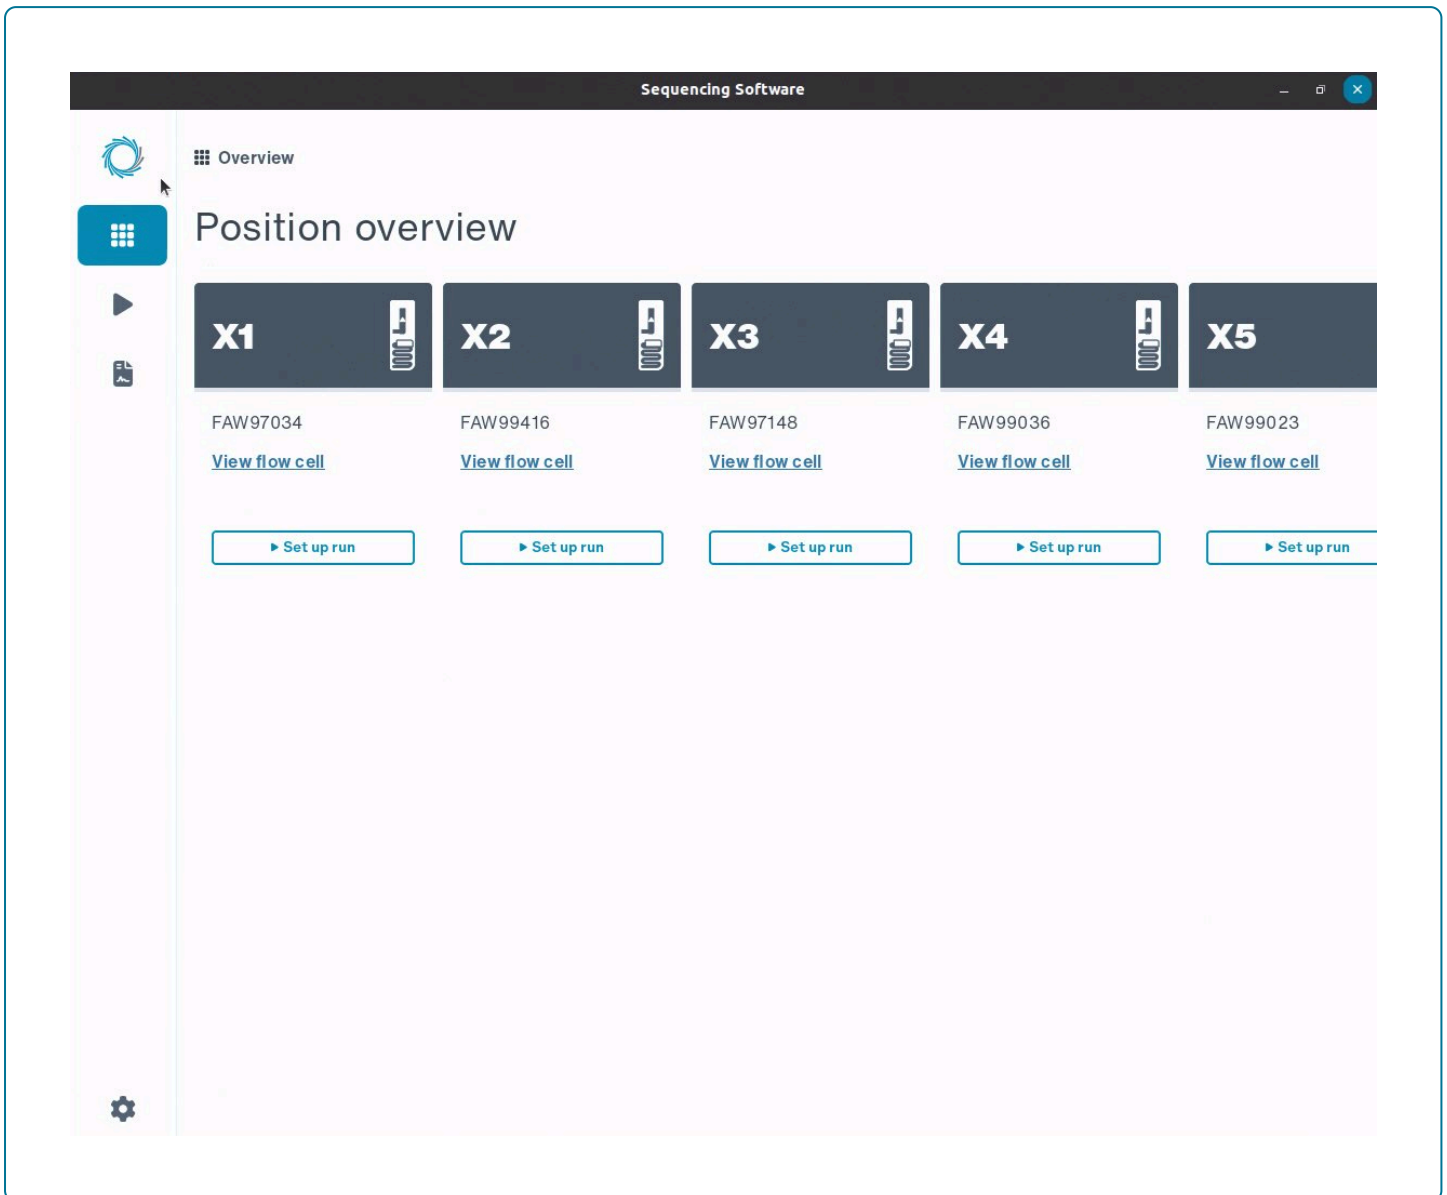 Sequencing Software
Overview
Position overview
X1 X2 X3 X4 X5
FAW97034 FAW99416 FAW97148 FAW99036 FAW99023
View flow cell View flow cell View flow cell View flow cell View flow cell
Set up run Set up run Set up run Set up run Set up run